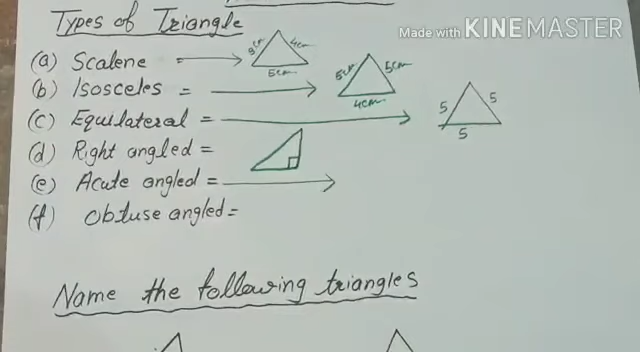 Made with KINEMASTER
Types of Triangle
(a) Scalene 3cm 4cm 5cm
(b) Isosceles = 5cm 5cm 4cm
(c) Equilateral = 5 5 5
(d) Right angled =
(e) Acute angled =
(f) Obtuse angled =
Name the following triangles